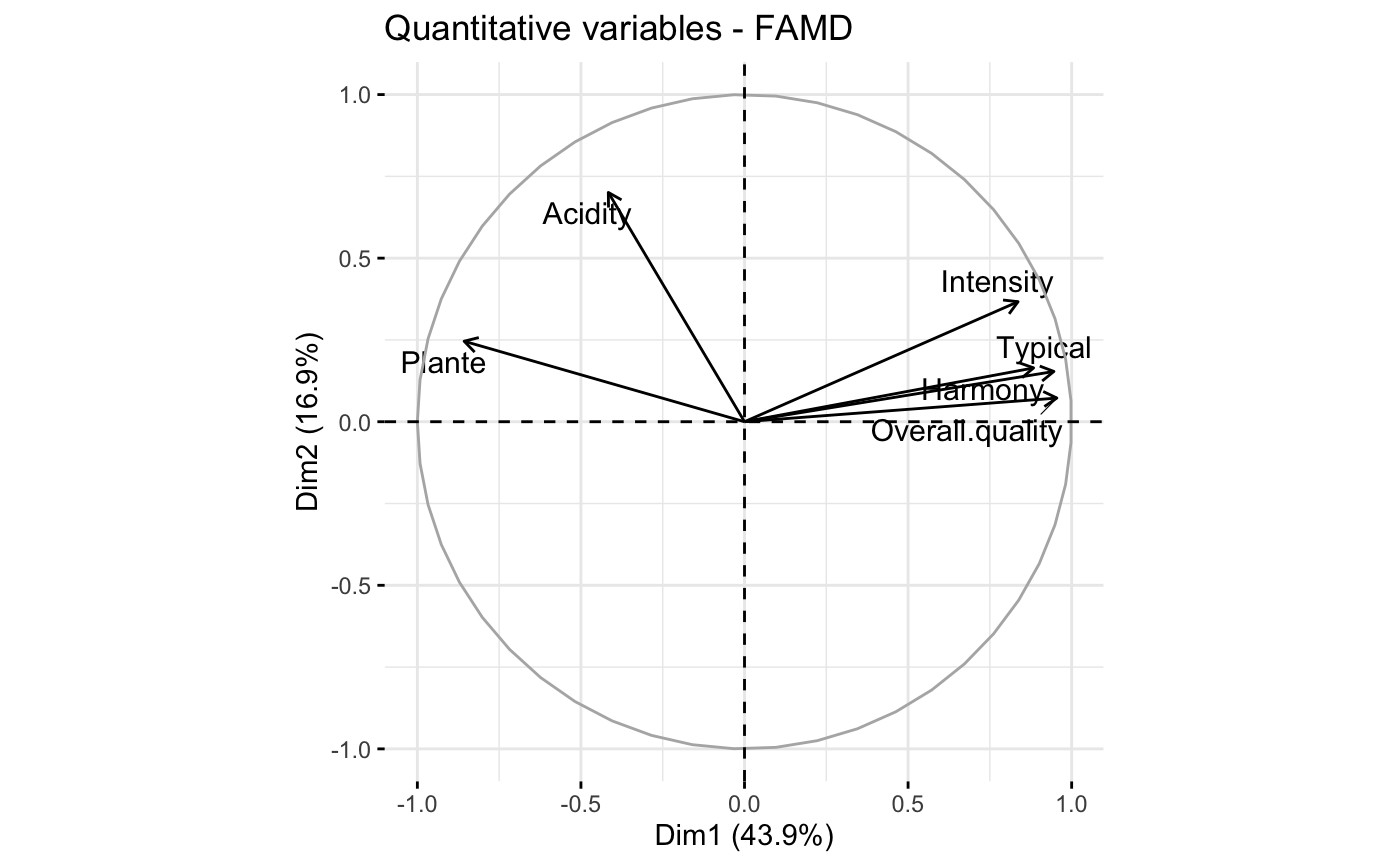 Quantitative variables - FAMD
1.0
Acidity
0.5
Intensity
Typical
Plante
Harmony
0.0
Overall.quality
-0.5
-1.0
Dim2 (16.9%)
-1.0 -0.5 0.0 0.5 1.0
Dim1 (43.9%)